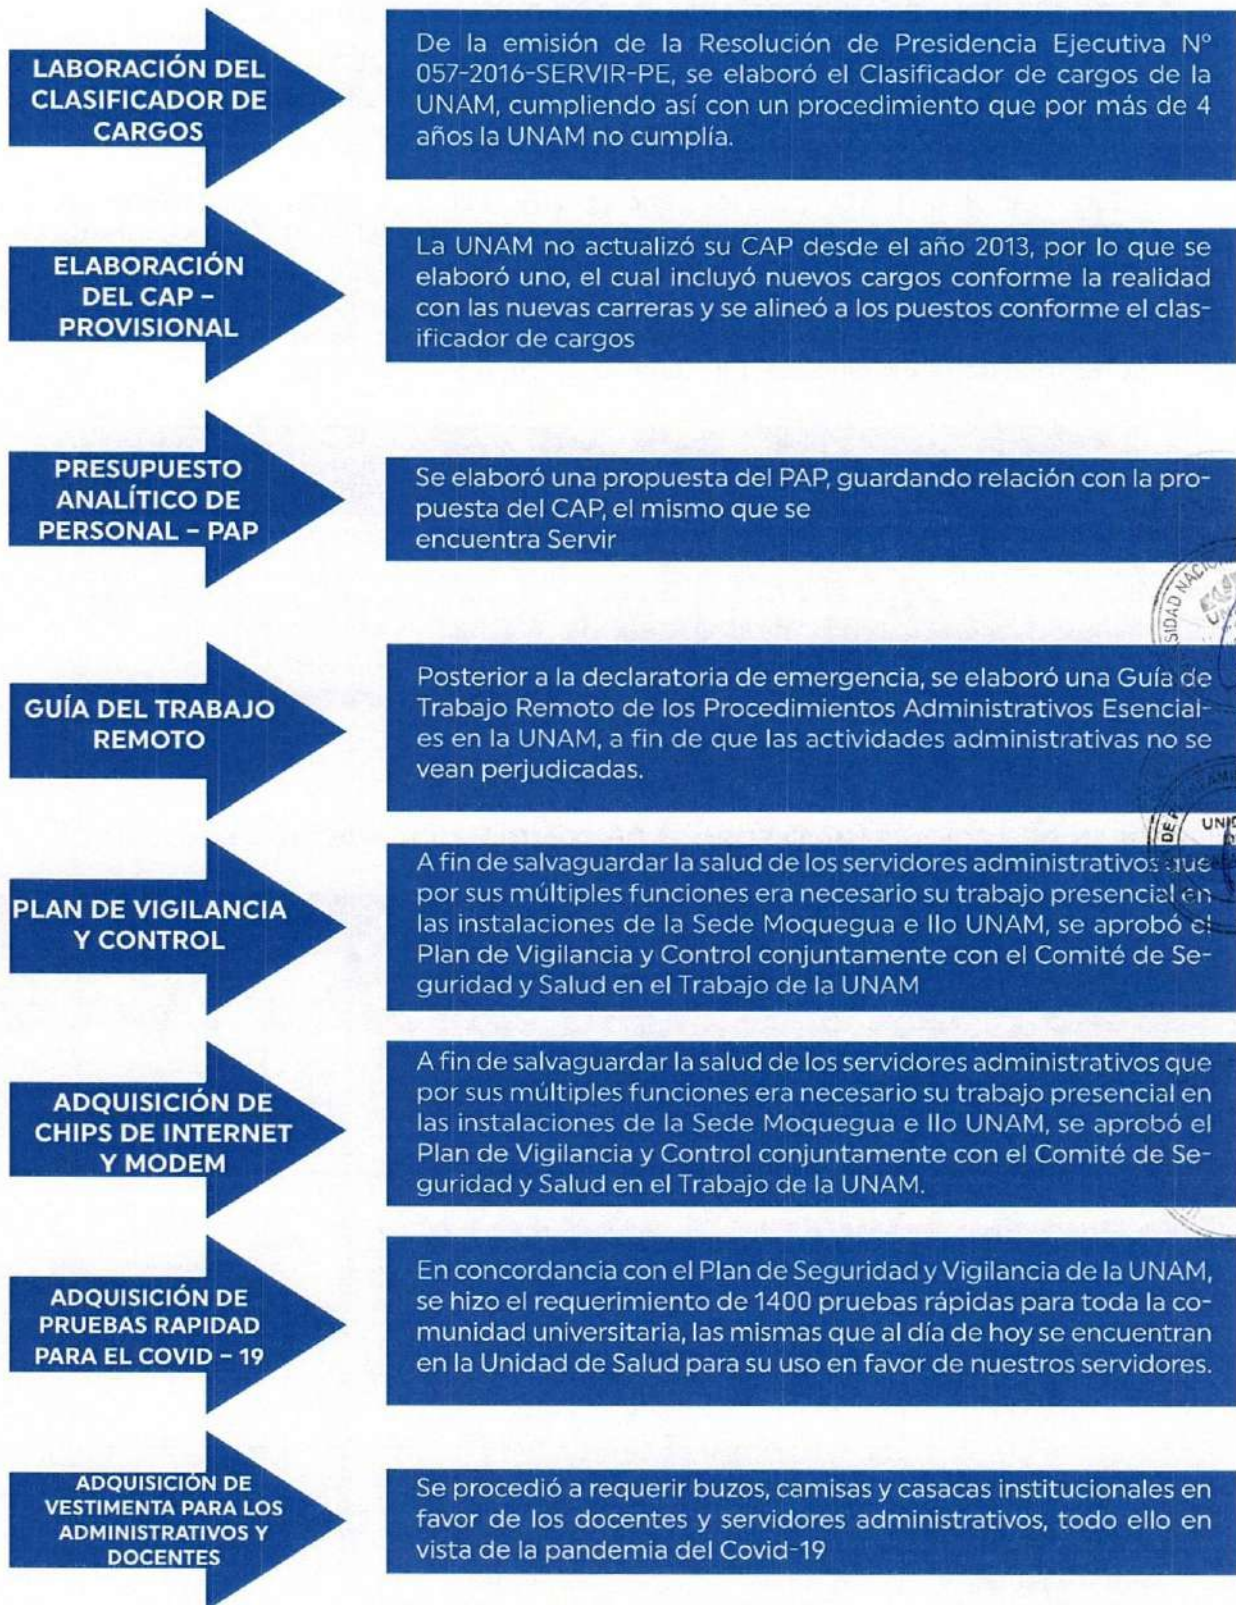 LABORACIÓN DEL
CLASIFICADOR DE
CARGOS
De la emisión de la Resolución de Presidencia Ejecutiva N°
057-2016-SERVIR-PE, se elaboró el Clasificador de cargos de la
UNAM, cumpliendo así con un procedimiento que por más de 4
años la UNAM no cumplía.
ELABORACIÓN
DEL CAP –
PROVISIONAL
La UNAM no actualizó su CAP desde el año 2013, por lo que se
elaboró uno, el cual incluyó nuevos cargos conforme la realidad
con las nuevas carreras y se alineó a los puestos conforme el clas-
ificador de cargos
PRESUPUESTO
ANALÍTICO DE
PERSONAL – PAP
Se elaboró una propuesta del PAP, guardando relación con la pro-
puesta del CAP, el mismo que se
encuentra Servir
GUÍA DEL TRABAJO
REMOTO
Posterior a la declaratoria de emergencia, se elaboró una Guía de
Trabajo Remoto de los Procedimientos Administrativos Esencial-
es en la UNAM, a fin de que las actividades administrativas no se
vean perjudicadas.
PLAN DE VIGILANCIA
Y CONTROL
A fin de salvaguardar la salud de los servidores administrativos que
por sus múltiples funciones era necesario su trabajo presencial en
las instalaciones de la Sede Moquegua e Ilo UNAM, se aprobó el
Plan de Vigilancia y Control conjuntamente con el Comité de Se-
guridad y Salud en el Trabajo de la UNAM
ADQUISICIÓN DE
CHIPS DE INTERNET
Y MODEM
A fin de salvaguardar la salud de los servidores administrativos que
por sus múltiples funciones era necesario su trabajo presencial en
las instalaciones de la Sede Moquegua e Ilo UNAM, se aprobó el
Plan de Vigilancia y Control conjuntamente con el Comité de Se-
guridad y Salud en el Trabajo de la UNAM.
ADQUISICIÓN DE
PRUEBAS RAPIDAD
PARA EL COVID – 19
En concordancia con el Plan de Seguridad y Vigilancia de la UNAM,
se hizo el requerimiento de 1400 pruebas rápidas para toda la co-
munidad universitaria, las mismas que al día de hoy se encuentran
en la Unidad de Salud para su uso en favor de nuestros servidores.
ADQUISICIÓN DE
VESTIMENTA PARA LOS
ADMINISTRATIVOS Y
DOCENTES
Se procedió a requerir buzos, camisas y casacas institucionales en
favor de los docentes y servidores administrativos, todo ello en
vista de la pandemia del Covid-19